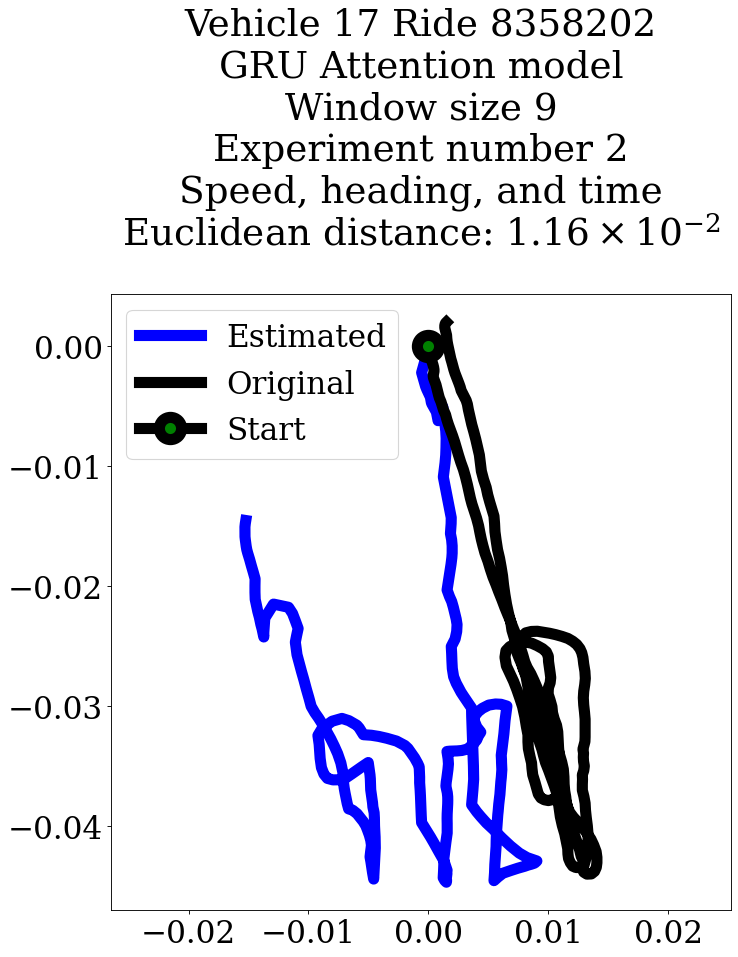 Vehicle 17 Ride 8358202
GRU Attention model
Window size 9
Experiment number 2
Speed, heading, and time
Euclidean distance: 1.16 × 10⁻²
Estimated
Original
Start
0.00
−0.01
−0.02
−0.03
−0.04
−0.02 −0.01 0.00 0.01 0.02